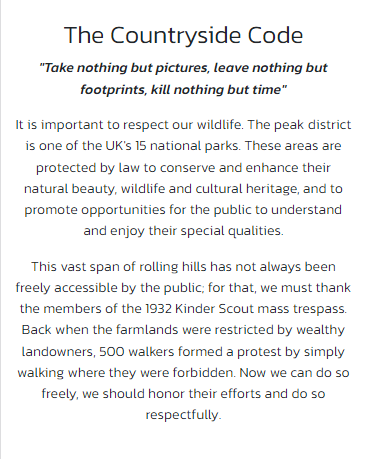 The Countryside Code
"Take nothing but pictures, leave nothing but
footprints, kill nothing but time"
It is important to respect our wildlife. The peak district
is one of the UK's 15 national parks. These areas are
protected by law to conserve and enhance their
natural beauty, wildlife and cultural heritage, and to
promote opportunities for the public to understand
and enjoy their special qualities.
This vast span of rolling hills has not always been
freely accessible by the public; for that, we must thank
the members of the 1932 Kinder Scout mass trespass.
Back when the farmlands were restricted by wealthy
landowners, 500 walkers formed a protest by simply
walking where they were forbidden. Now we can do so
freely, we should honor their efforts and do so
respectfully.